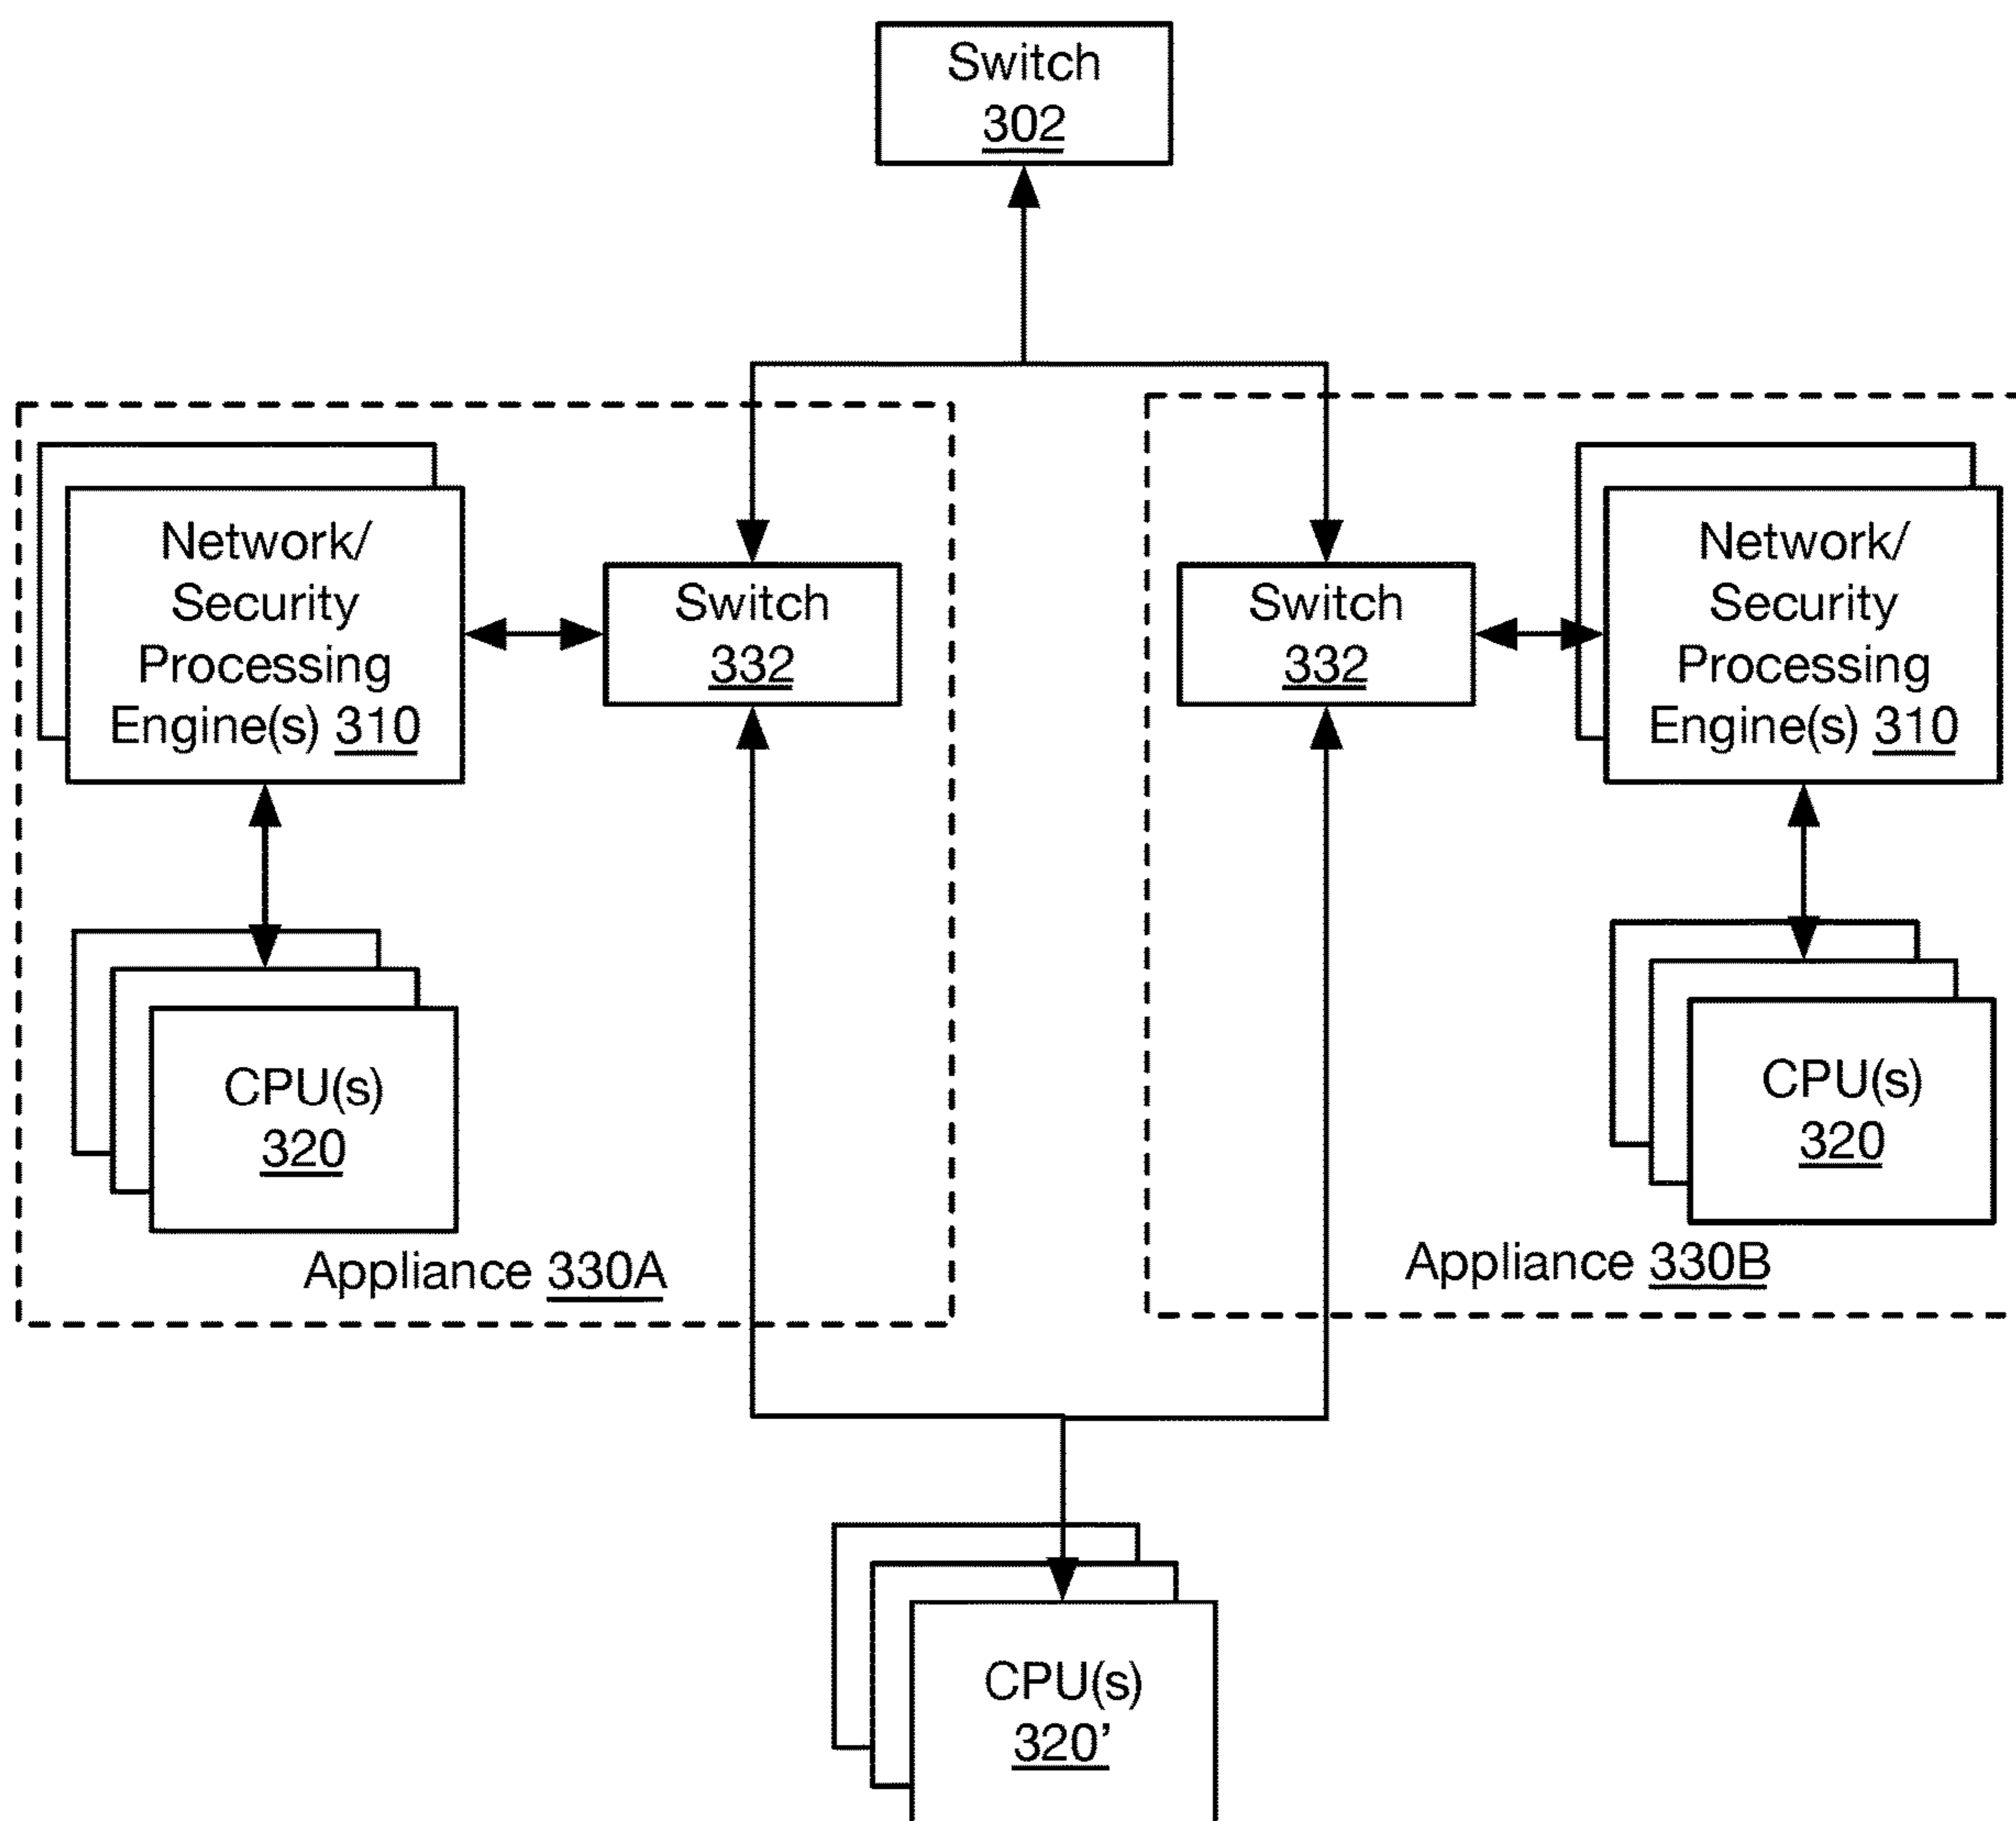 Switch
302
Network/
Security
Processing
Engine(s) 310
Switch
332
CPU(s)
320
Appliance 330A
Switch
332
Network/
Security
Processing
Engine(s) 310
CPU(s)
320
Appliance 330B
CPU(s)
320’